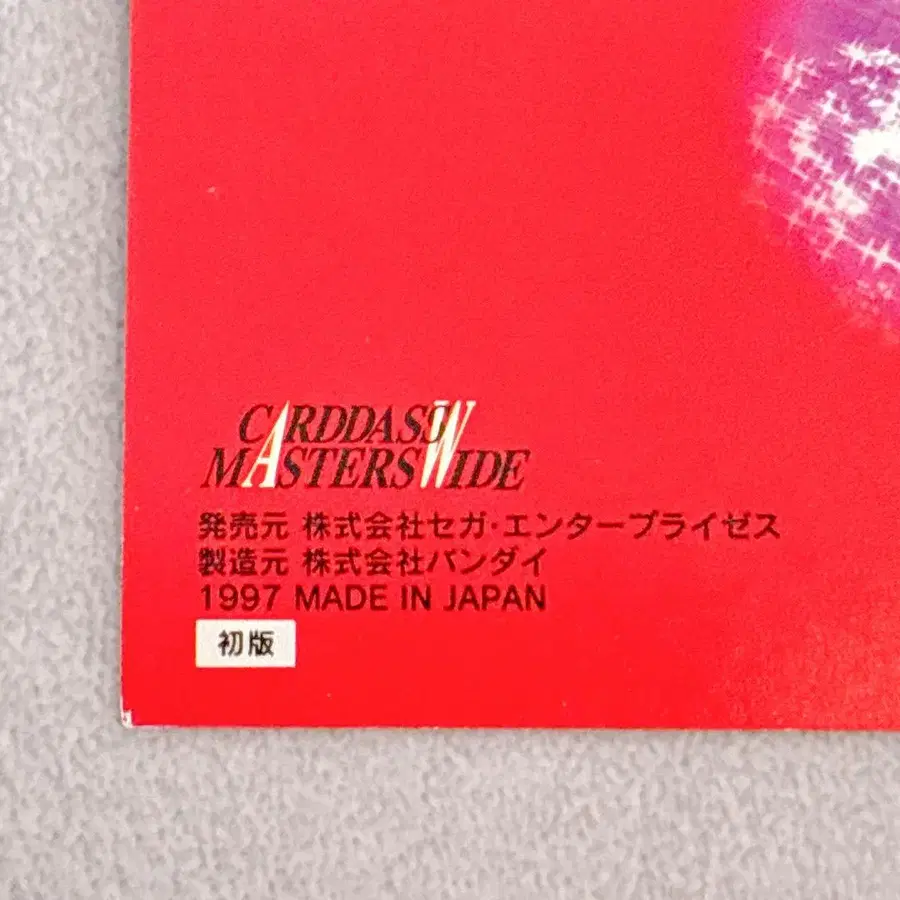 CARDDASS
MASTERS WIDE
発売元 株式会社セガ・エンタープライゼス
製造元 株式会社バンダイ
1997 MADE IN JAPAN
初版